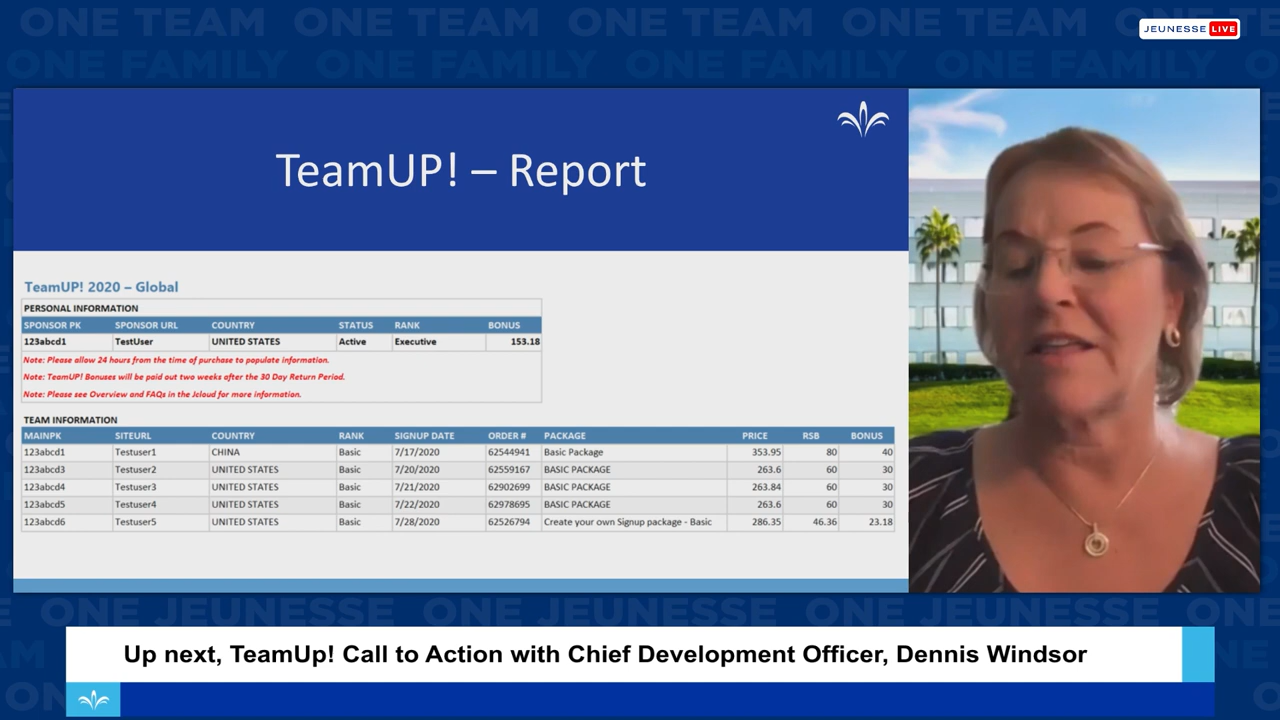 ONE TEAM ONE TEAM ONE TEAM ONE TEAM
JEUNESSE LIVE
ONE FAMILY ONE FAMILY ONE FAMILY ONE FAMILY
TeamUP! – Report
TeamUP! 2020 – Global
PERSONAL INFORMATION
SPONSOR PK SPONSOR URL COUNTRY STATUS RANK BONUS
123abcd1 TestUser UNITED STATES Active Executive 153.18
Note: Please allow 24 hours from the time of purchase to populate information.
Note: TeamUP! Bonuses will be paid out two weeks after the 30 Day Return Period.
Note: Please see Overview and FAQs in the Jcloud for more information.
TEAM INFORMATION
MAINPK SITEURL COUNTRY RANK SIGNUP DATE ORDER # PACKAGE PRICE RSB BONUS
123abcd1 Testuser1 CHINA Basic 7/17/2020 62544941 Basic Package 353.95 80 40
123abcd3 Testuser2 UNITED STATES Basic 7/20/2020 62559167 BASIC PACKAGE 263.6 60 30
123abcd4 Testuser3 UNITED STATES Basic 7/21/2020 62902699 BASIC PACKAGE 263.84 60 30
123abcd5 Testuser4 UNITED STATES Basic 7/22/2020 62978695 BASIC PACKAGE 263.6 60 30
123abcd6 Testuser5 UNITED STATES Basic 7/28/2020 62526794 Create your own Signup package - Basic 286.35 46.36 23.18
ONE JEUNESSE ONE JEUNESSE ONE JEUNESSE ONE
Up next, TeamUp! Call to Action with Chief Development Officer, Dennis Windsor